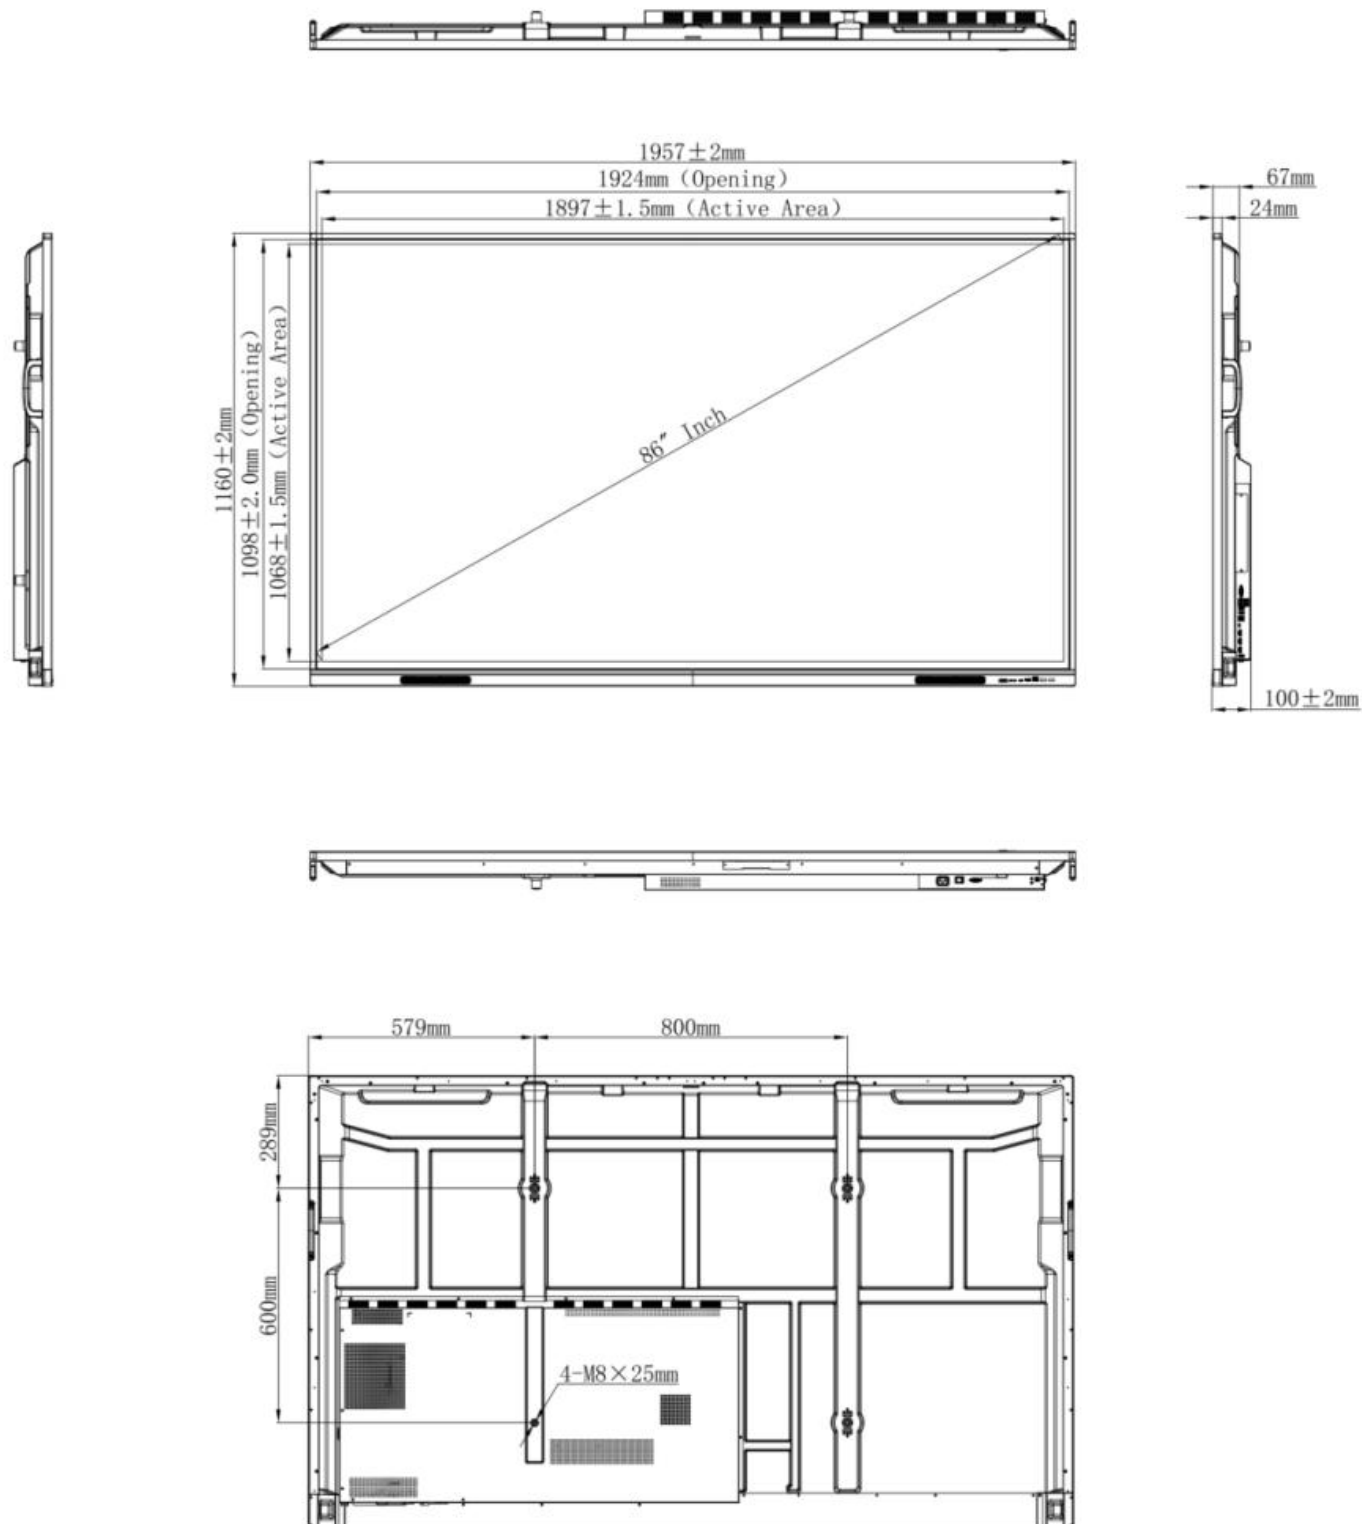 1957±2mm
1924mm (Opening)
1897±1.5mm (Active Area)
67mm
24mm
1160±2mm
1098±2.0mm (Opening)
1068±1.5mm (Active Area)
86″ Inch
100±2mm
579mm
800mm
289mm
600mm
4-M8×25mm